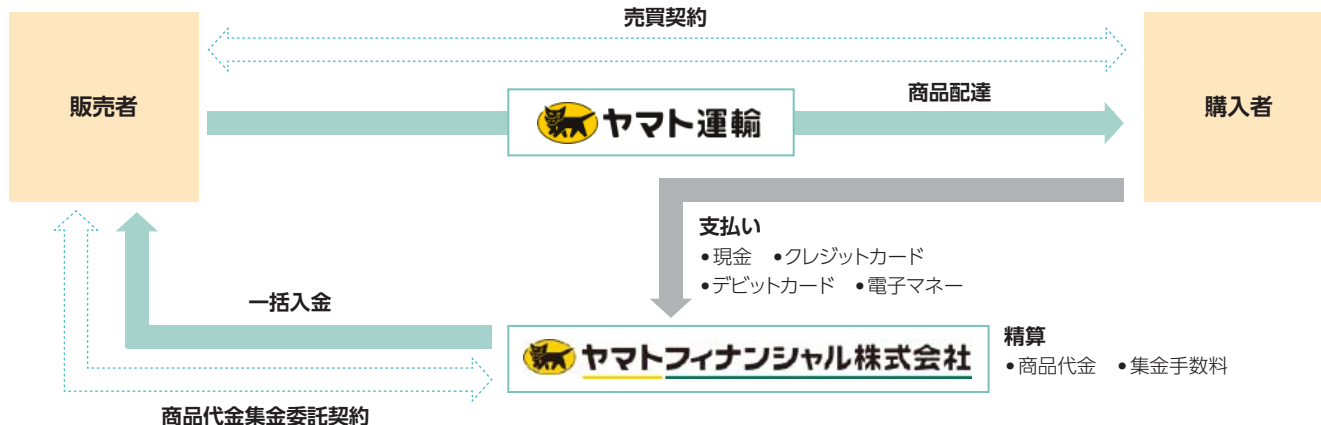 売買契約
販売者
ヤマト運輸
商品配達
購入者
支払い
•現金 •クレジットカード
•デビットカード •電子マネー
一括入金
ヤマトフィナンシャル株式会社
精算
•商品代金 •集金手数料
商品代金集金委託契約